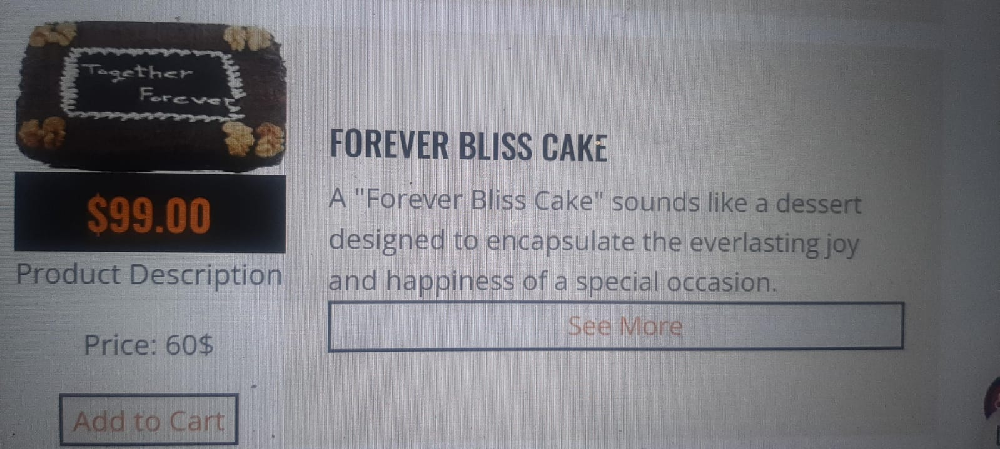 Together
Forever
$99.00
Product Description
Price: 60$
Add to Cart
FOREVER BLISS CAKE
A "Forever Bliss Cake" sounds like a dessert
designed to encapsulate the everlasting joy
and happiness of a special occasion.
See More